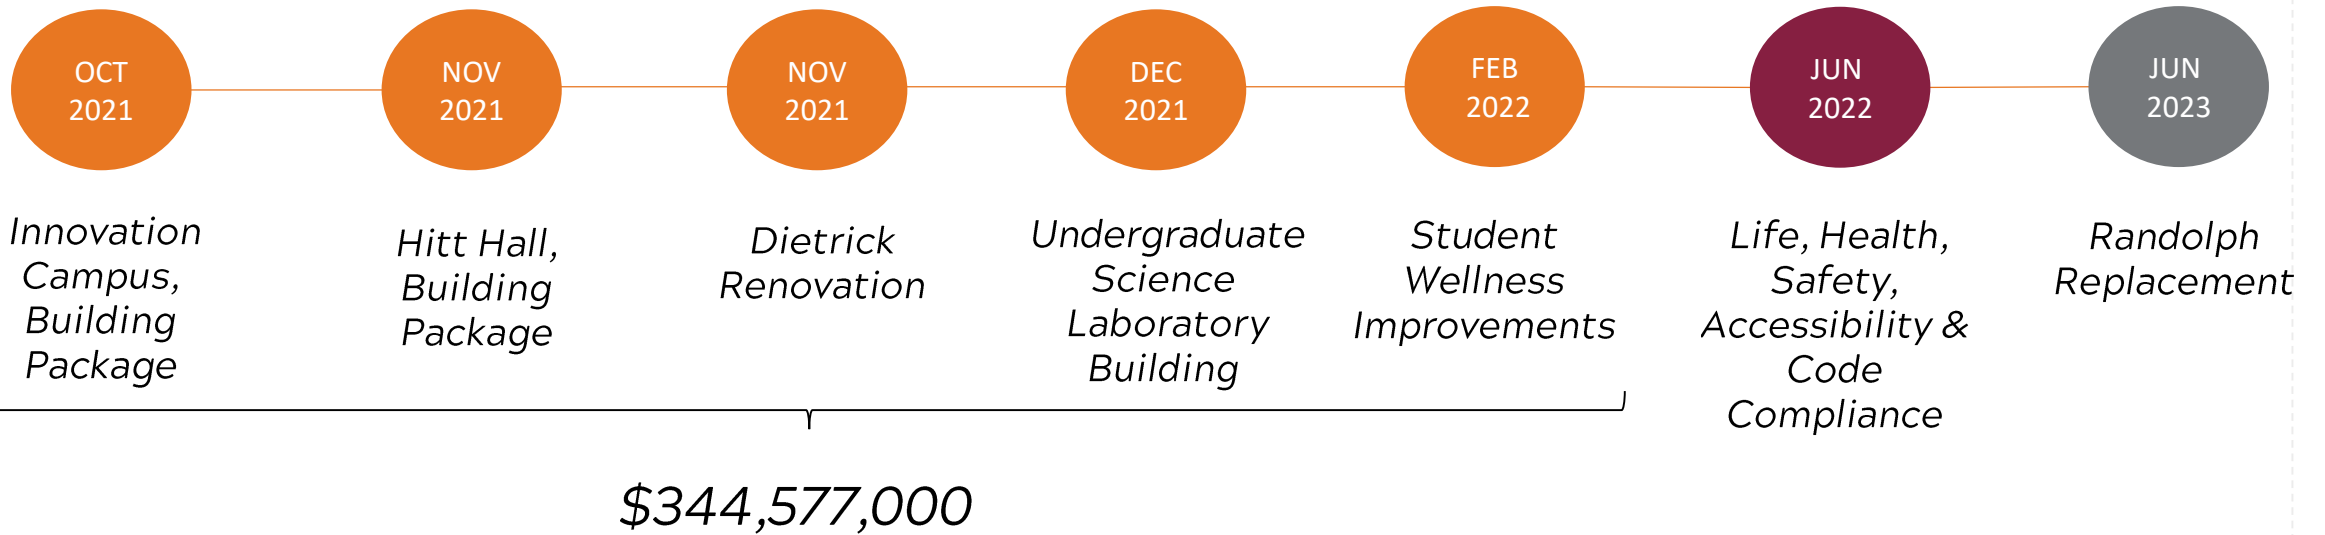 OCT
2021
NOV
2021
NOV
2021
DEC
2021
FEB
2022
JUN
2022
JUN
2023
Innovation
Campus,
Building
Package
Hitt Hall,
Building
Package
Dietrick
Renovation
Undergraduate
Science
Laboratory
Building
Student
Wellness
Improvements
Life, Health,
Safety,
Accessibility &
Code
Compliance
Randolph
Replacement
$344,577,000